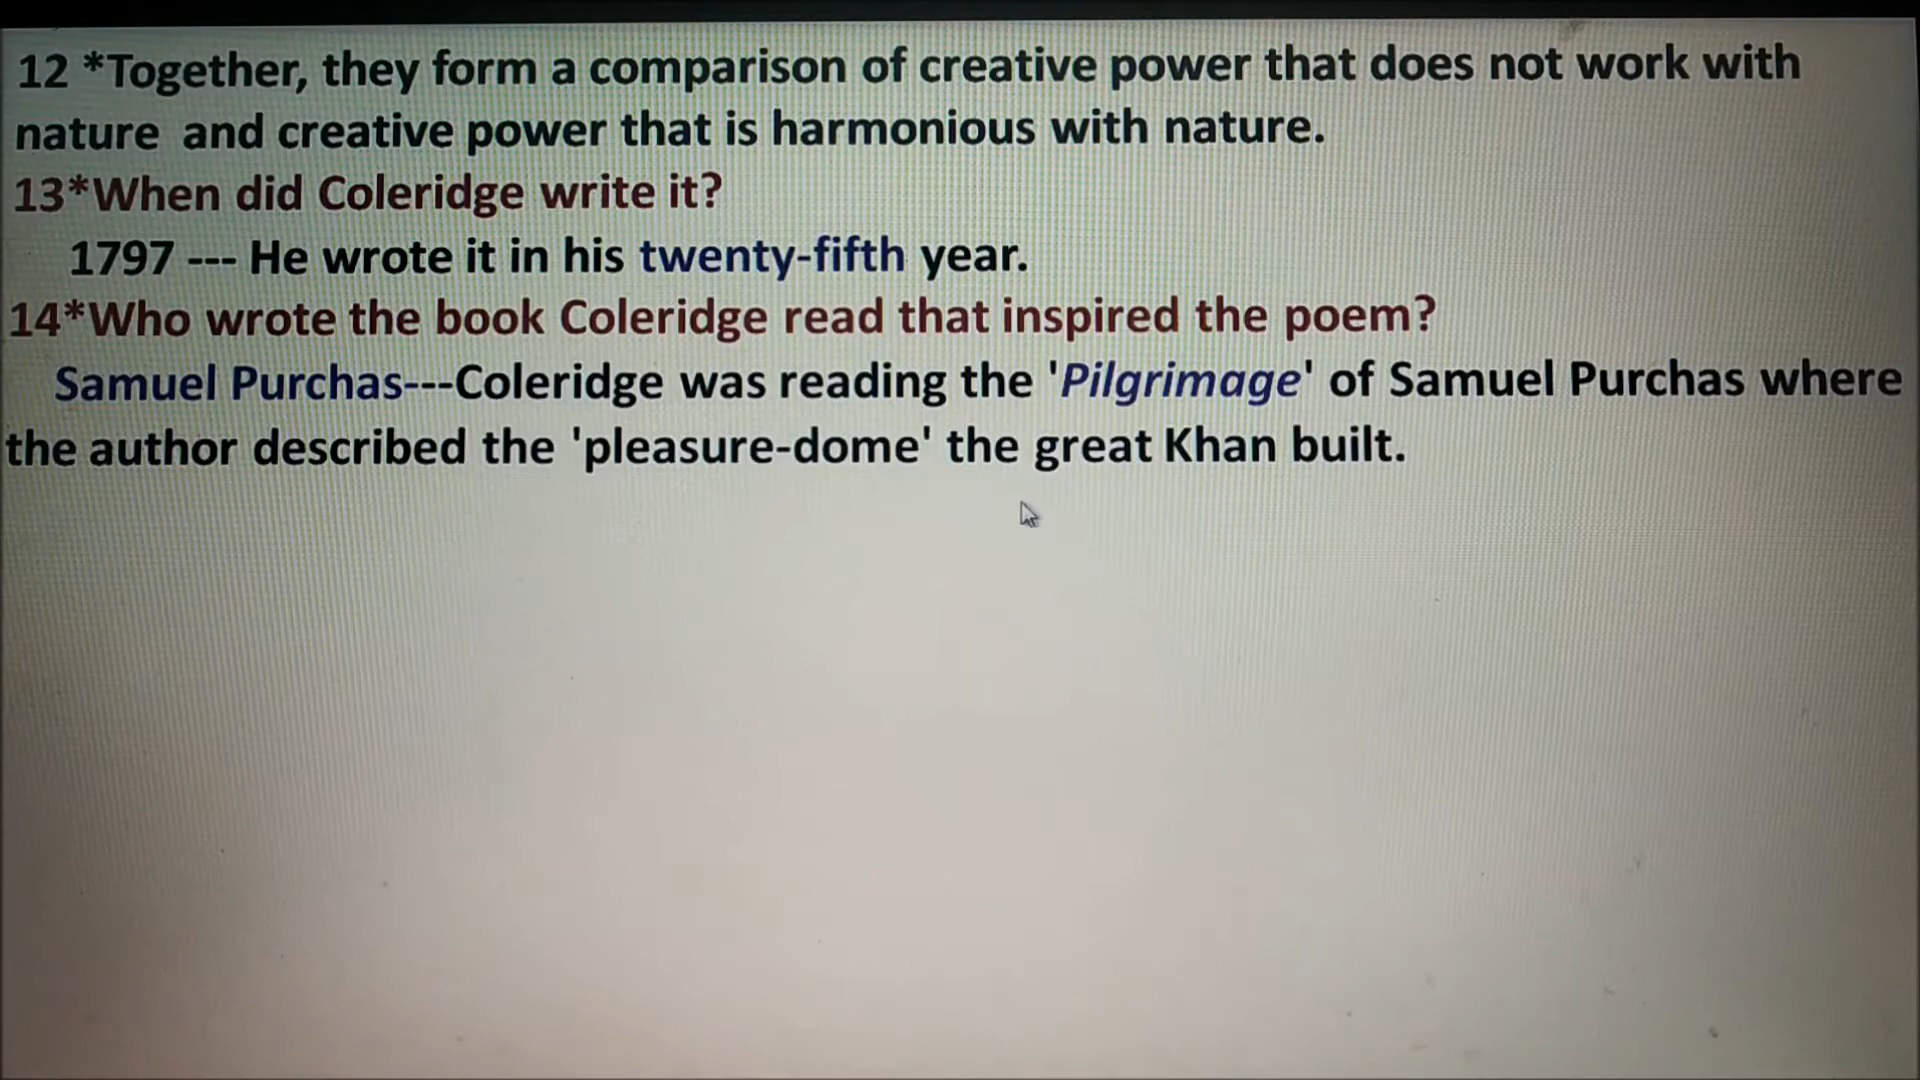 12 *Together, they form a comparison of creative power that does not work with
nature and creative power that is harmonious with nature.
13*When did Coleridge write it?
1797 --- He wrote it in his twenty-fifth year.
14*Who wrote the book Coleridge read that inspired the poem?
Samuel Purchas---Coleridge was reading the 'Pilgrimage' of Samuel Purchas where
the author described the 'pleasure-dome' the great Khan built.